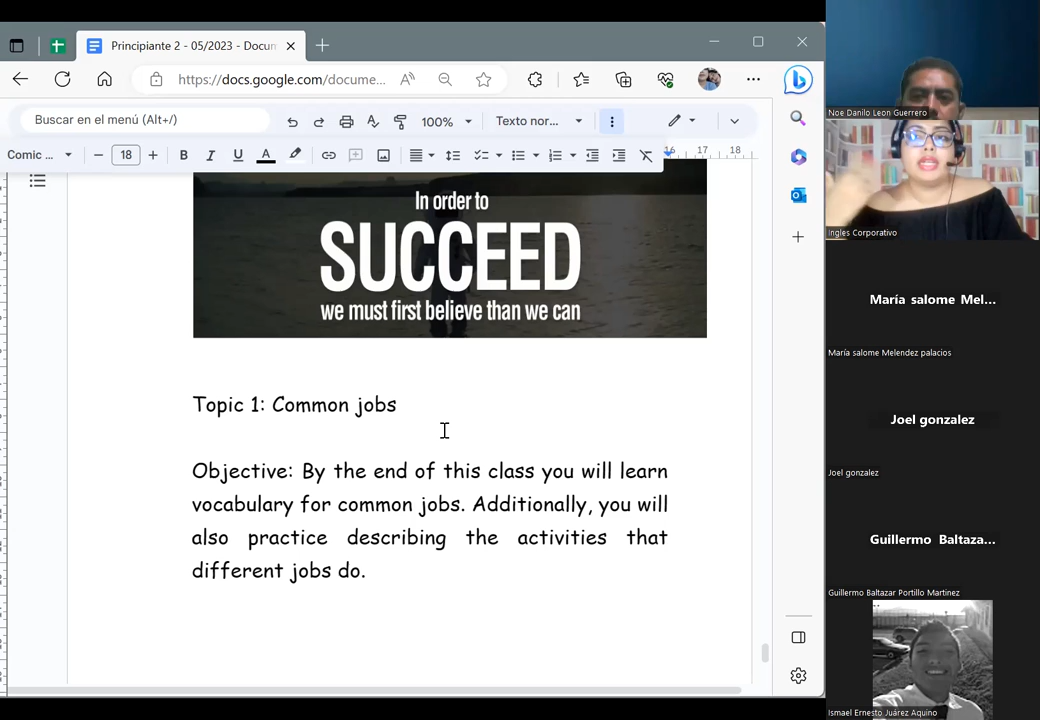 Principiante 2 - 05/2023 - Docum
https://docs.google.com/docume...
Buscar en el menú (Alt+/)
100%
Texto nor...
Comic ...
18
16 17 18
In order to
SUCCEED
we must first believe than we can
Topic 1: Common jobs
Objective: By the end of this class you will learn
vocabulary for common jobs. Additionally, you will
also practice describing the activities that
different jobs do.
Noe Danilo Leon Guerrero
Ingles Corporativo
María salome Mel...
María salome Melendez palacios
Joel gonzalez
Joel gonzalez
Guillermo Baltaza...
Guillermo Baltazar Portillo Martinez
Ismael Ernesto Juárez Aquino